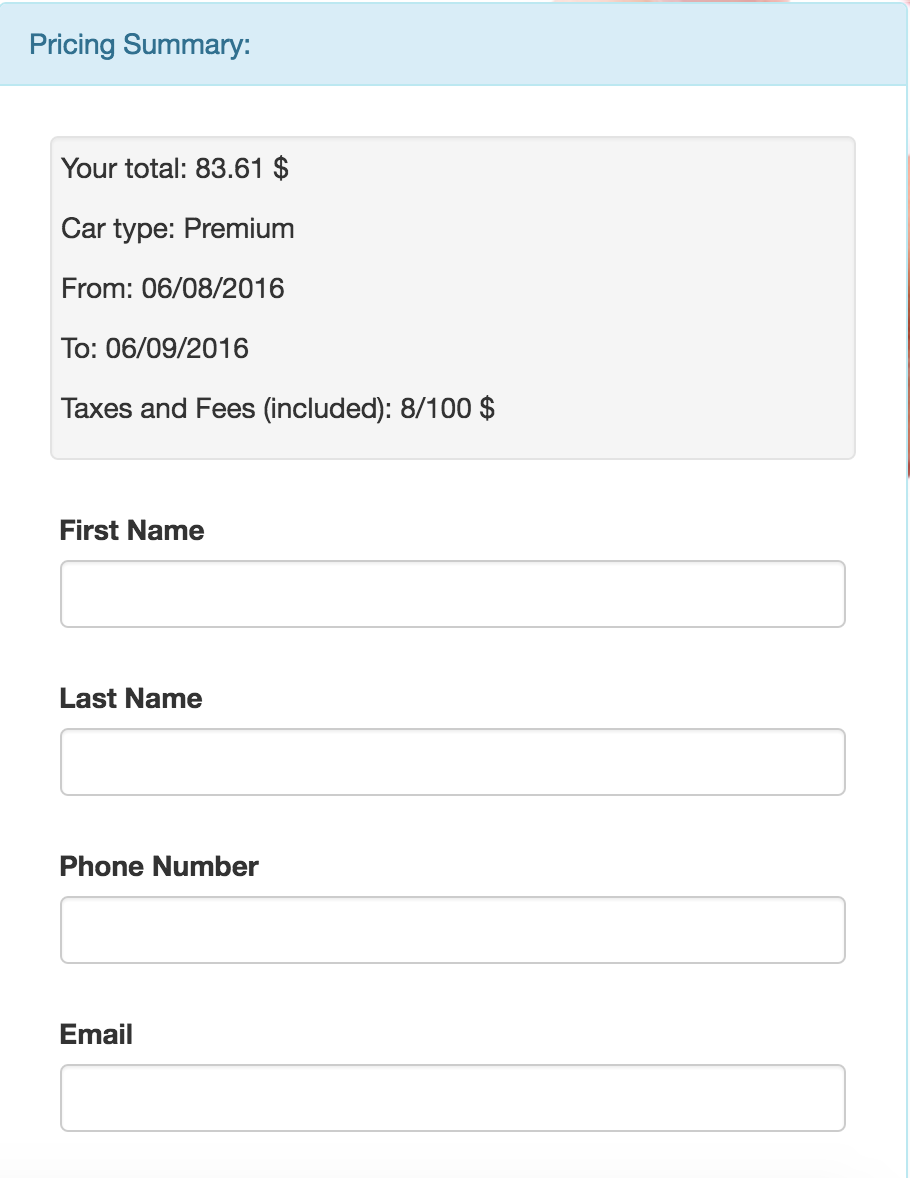 Pricing Summary:
Your total: 83.61 $
Car type: Premium
From: 06/08/2016
To: 06/09/2016
Taxes and Fees (included): 8/100 $
First Name
Last Name
Phone Number
Email